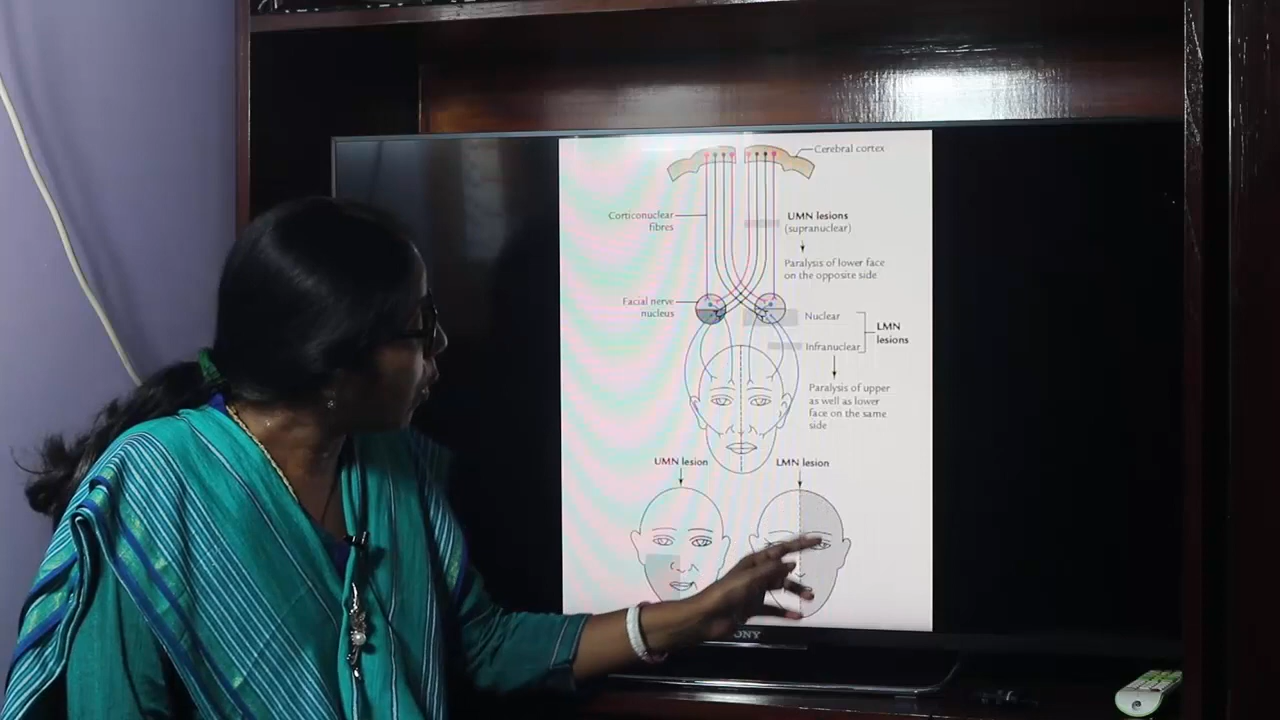 Cerebral cortex
Corticonuclear
fibres
UMN lesions
(supranuclear)
Paralysis of lower face
on the opposite side
Facial nerve
nucleus
Nuclear
LMN
lesions
Infranuclear
Paralysis of upper
as well as lower
face on the same
side
UMN lesion
LMN lesion